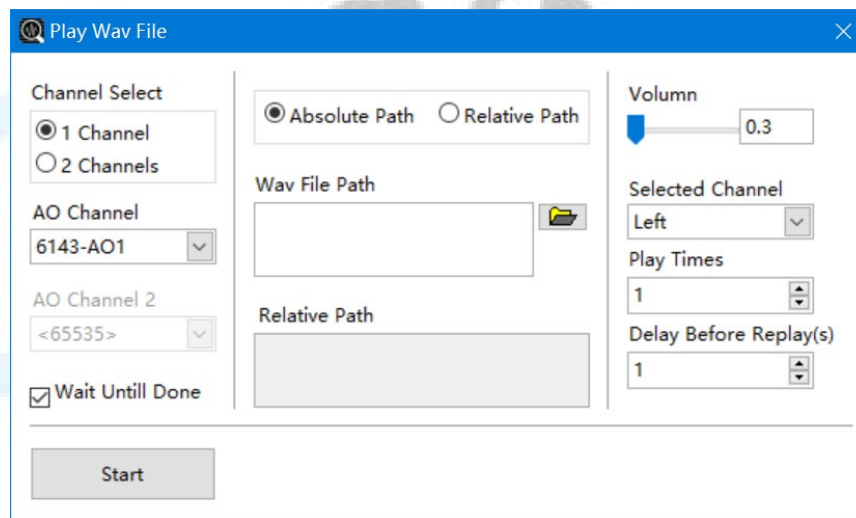 Play Wav File
Channel Select
1 Channel
2 Channels
AO Channel
6143-AO1
AO Channel 2
<65535>
Wait Untill Done
Absolute Path
Relative Path
Wav File Path
Relative Path
Volumn
0.3
Selected Channel
Left
Play Times
1
Delay Before Replay(s)
1
Start